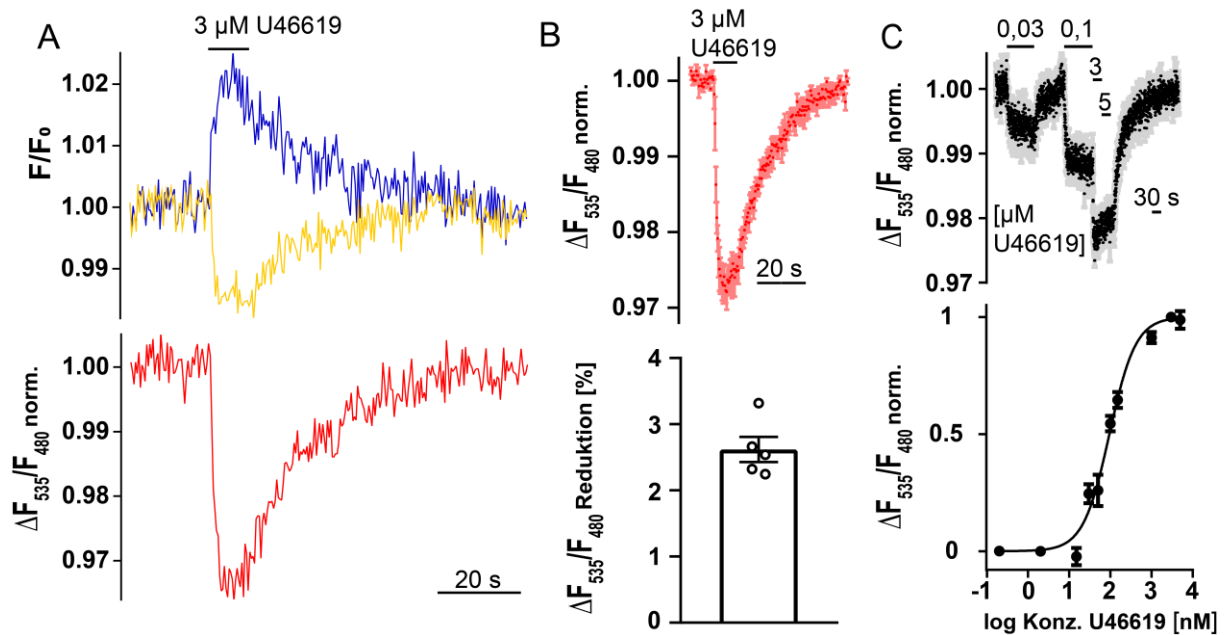 A
3 µM U46619
1.02
1.01
1.00
0.99
F/F₀
1.00
0.99
0.98
0.97
ΔF₅₃₅/F₄₈₀ norm.
20 s
B
3 µM
U46619
1.00
0.99
0.98
0.97
ΔF₅₃₅/F₄₈₀ norm.
20 s
4
3
2
1
0
ΔF₅₃₅/F₄₈₀ Reduktion [%]
C
0,03
0,1
3
5
1.00
0.99
0.98
0.97
ΔF₅₃₅/F₄₈₀ norm.
30 s
[µM
U46619]
1
0.5
0
ΔF₅₃₅/F₄₈₀ norm.
-1 0 1 2 3 4
log Konz. U46619 [nM]